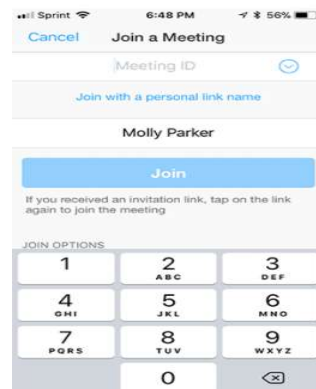 Sprint 6:48 PM 56%
Cancel Join a Meeting
Meeting ID
Join with a personal link name
Molly Parker
Join
If you received an invitation link, tap on the link
again to join the meeting
JOIN OPTIONS
1 2 3
ABC DEF
4 5 6
GHI JKL MNO
7 8 9
PQRS TUV WXYZ
0